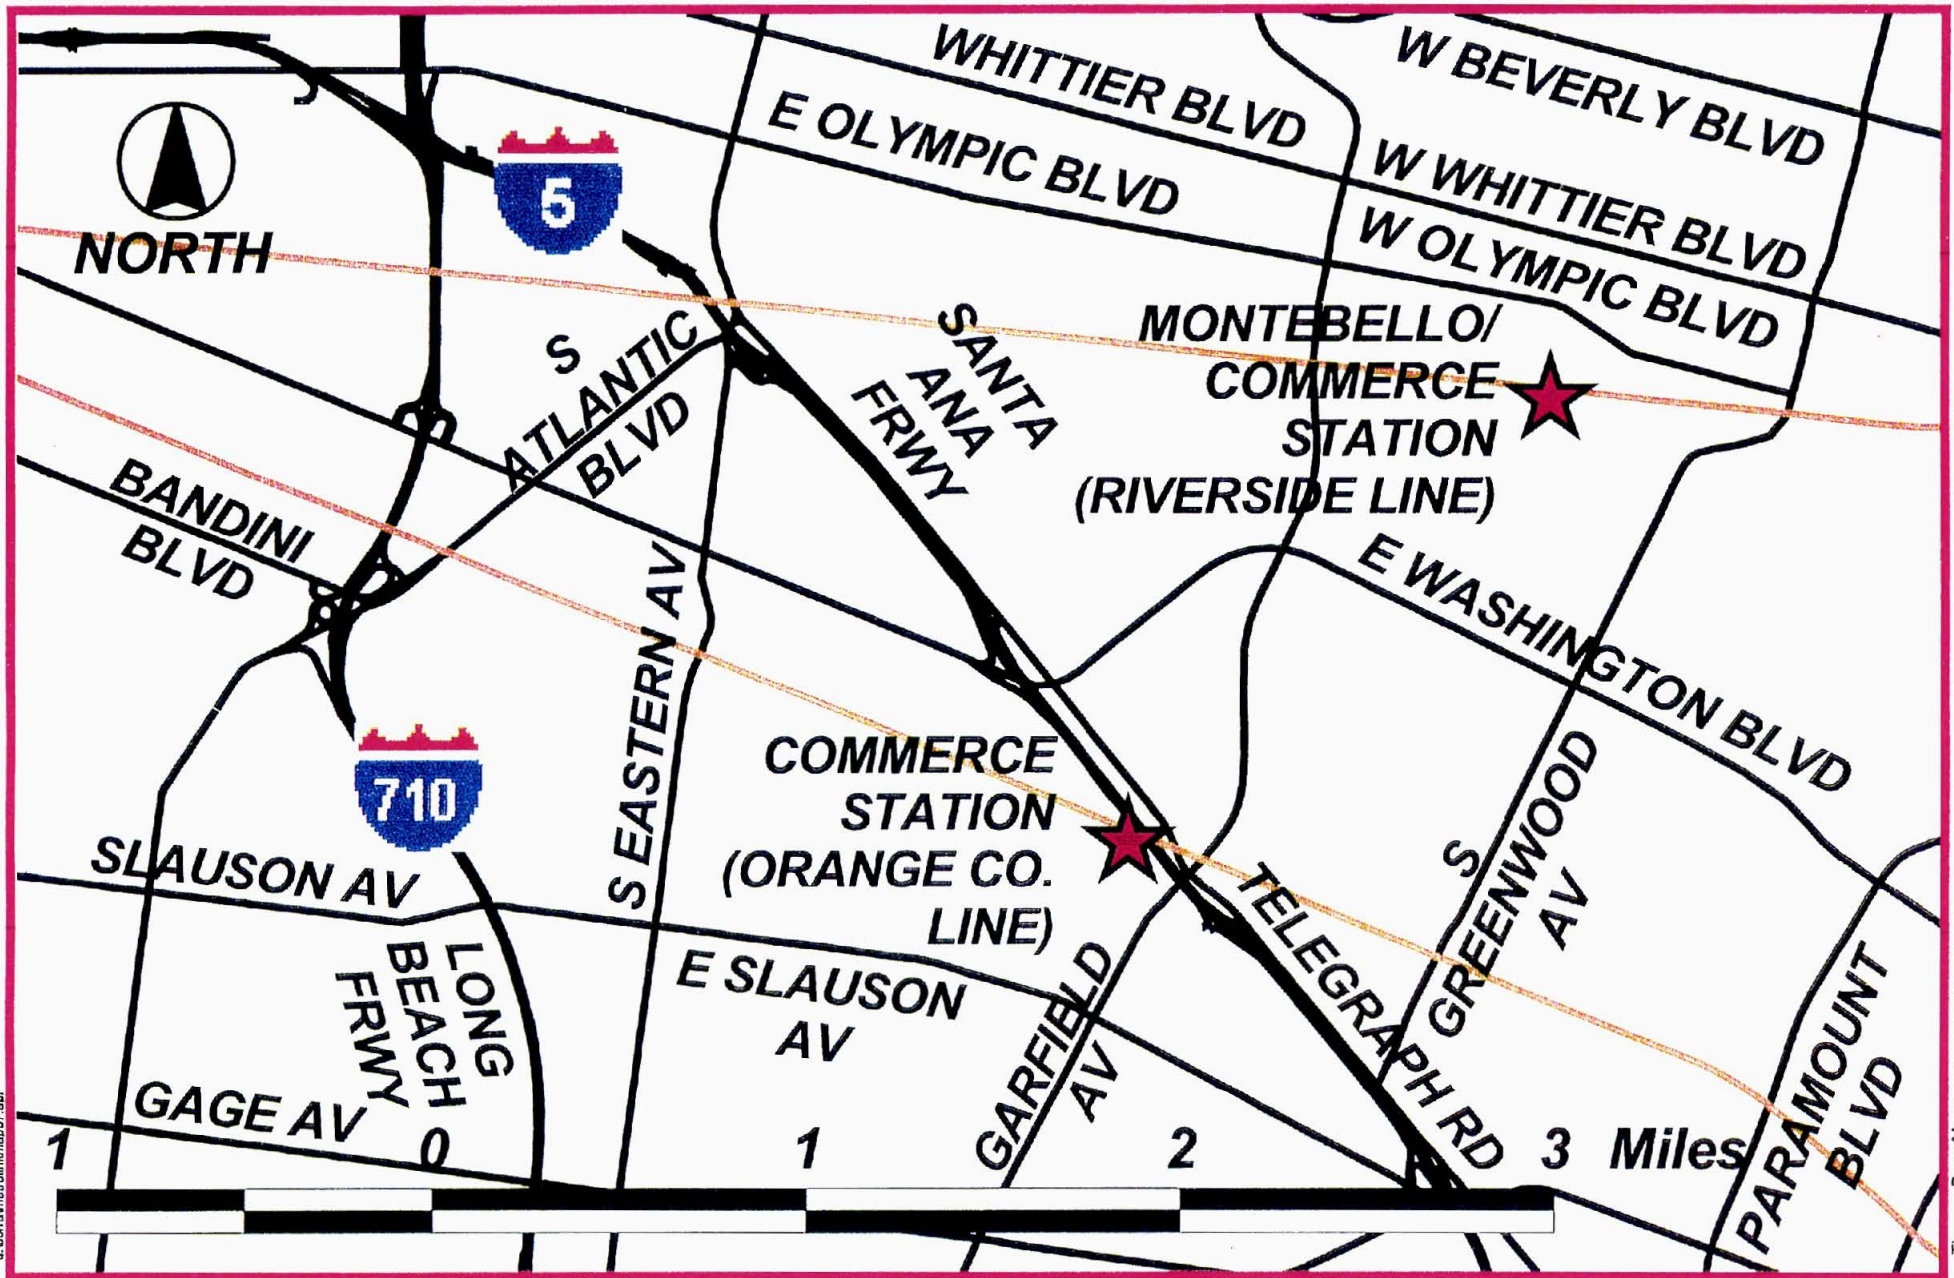 WHITTIER BLVD
W BEVERLY BLVD
E OLYMPIC BLVD
W WHITTIER BLVD
W OLYMPIC BLVD
5
NORTH
S
ATLANTIC
BLVD
SANTA
ANA
FRWY
MONTEBELLO/
COMMERCE
STATION
(RIVERSIDE LINE)
BANDINI
BLVD
E WASHINGTON BLVD
S EASTERN AV
710
COMMERCE
STATION
(ORANGE CO.
LINE)
S
GREENWOOD
AV
SLAUSON AV
LONG
BEACH
FRWY
E SLAUSON
AV
GARFIELD
AV
TELEGRAPH RD
PARAMOUNT
BLVD
GAGE AV
1 0 1 2 3 Miles